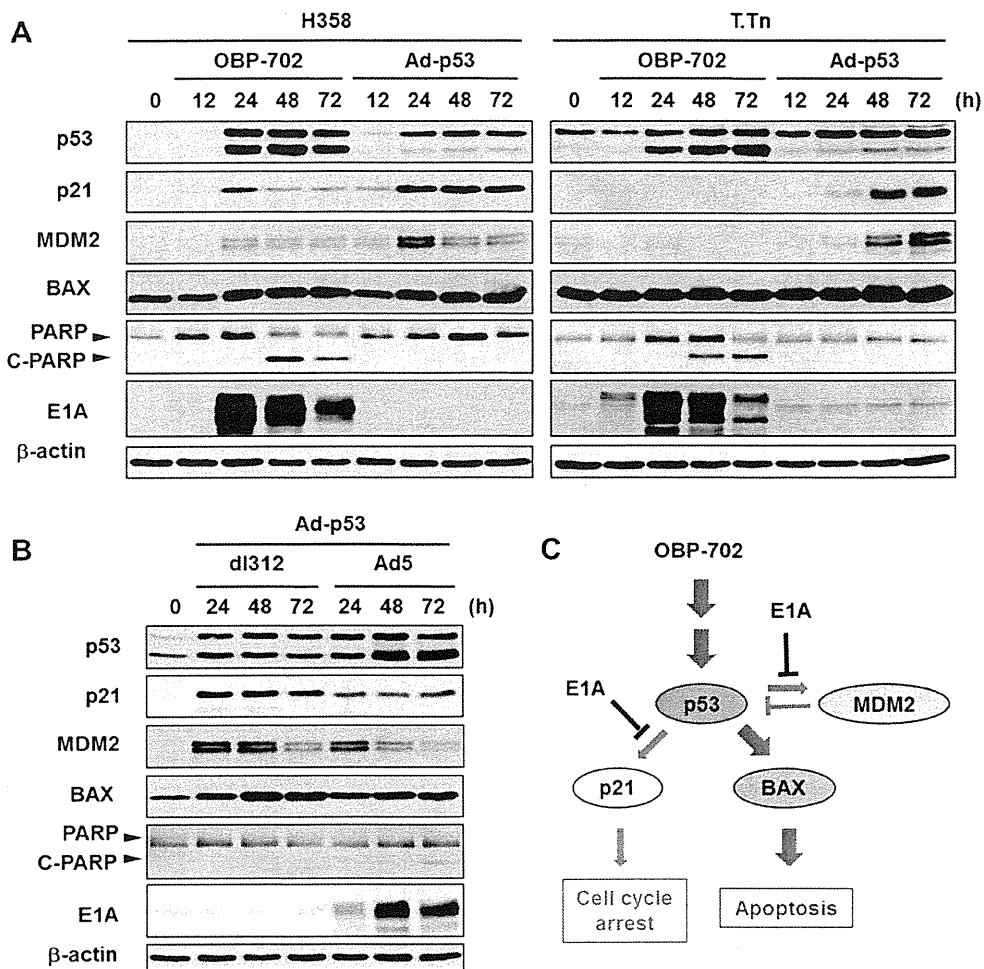 A
H358
T.Tn
OBP-702
Ad-p53
OBP-702
Ad-p53
0 12 24 48 72 12 24 48 72
0 12 24 48 72 12 24 48 72 (h)
p53
p21
MDM2
BAX
PARP
C-PARP
E1A
β-actin
B
Ad-p53
dl312
Ad5
0 24 48 72 24 48 72 (h)
p53
p21
MDM2
BAX
PARP
C-PARP
E1A
β-actin
C
OBP-702
E1A
E1A
p53
MDM2
p21
BAX
Cell cycle
arrest
Apoptosis